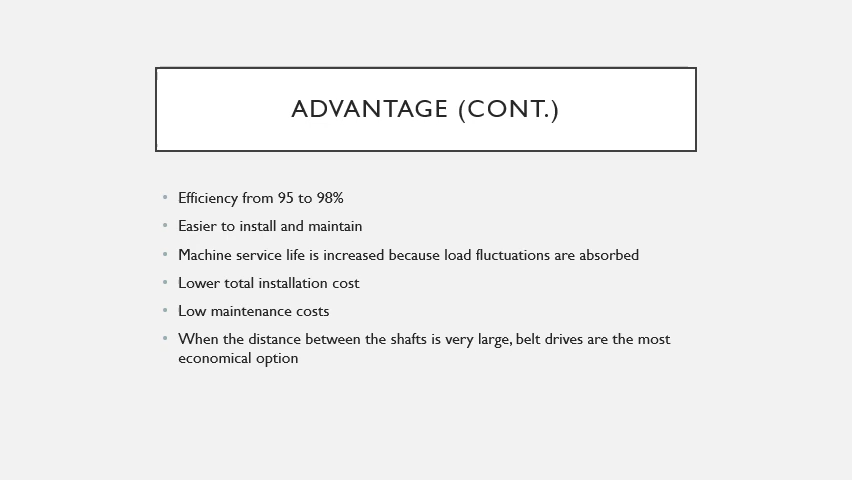 ADVANTAGE (CONT.)
• Efficiency from 95 to 98%
• Easier to install and maintain
• Machine service life is increased because load fluctuations are absorbed
• Lower total installation cost
• Low maintenance costs
• When the distance between the shafts is very large, belt drives are the most
economical option